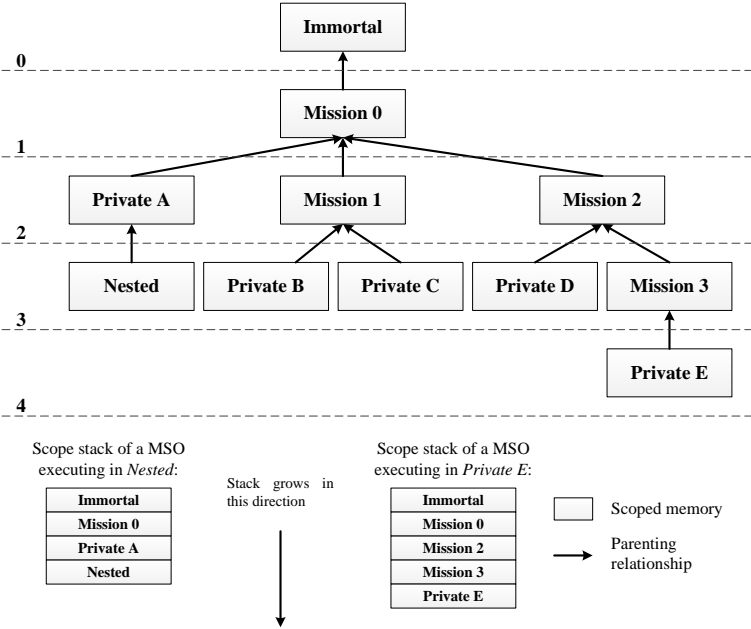 Immortal
0
Mission 0
1
Private A
Mission 1
Mission 2
2
Nested
Private B
Private C
Private D
Mission 3
3
Private E
4
Scope stack of a MSO
executing in Nested:
Immortal
Mission 0
Private A
Nested
Stack grows in
this direction
Scope stack of a MSO
executing in Private E:
Immortal
Mission 0
Mission 2
Mission 3
Private E
Scoped memory
Parenting
relationship